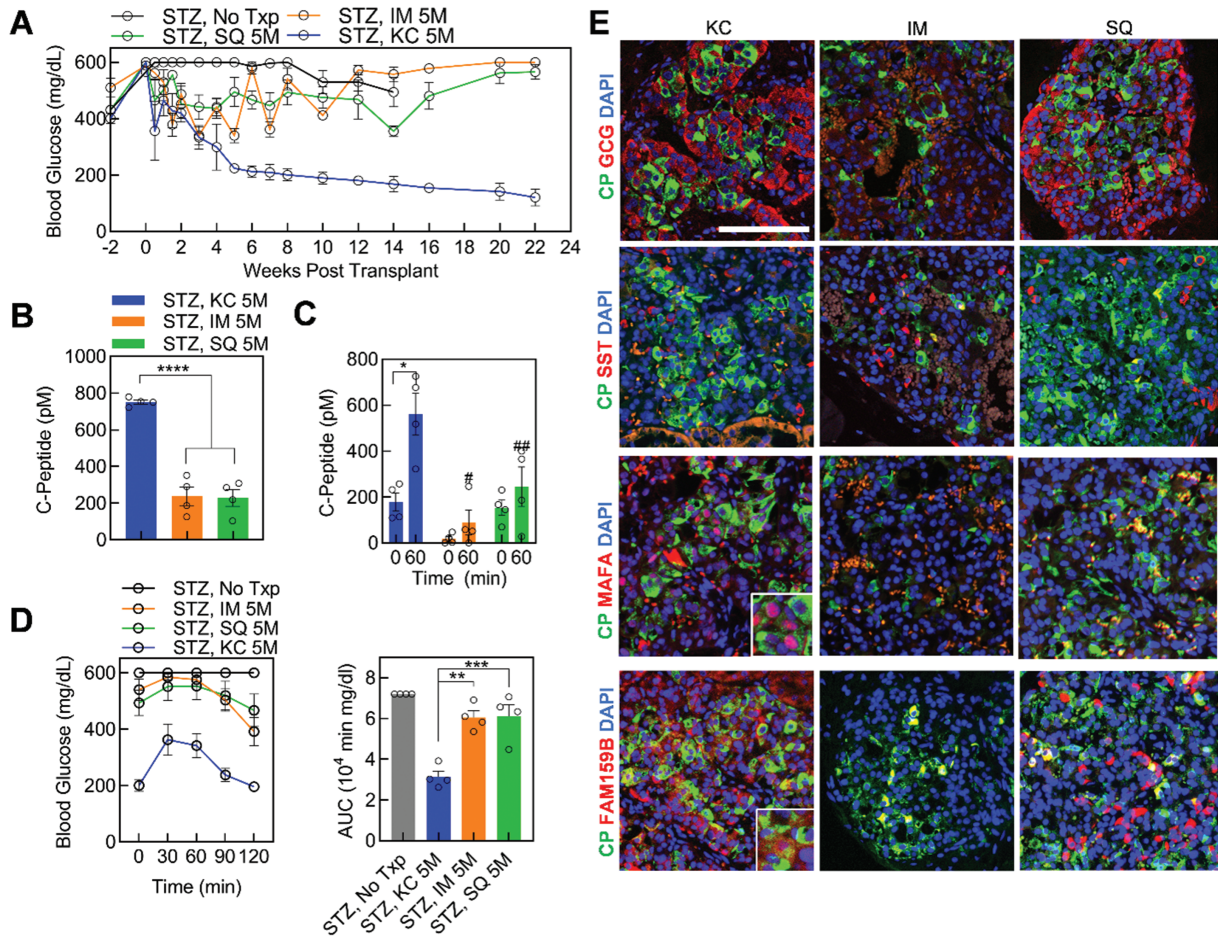 A
STZ, No Txp
STZ, IM 5M
STZ, SQ 5M
STZ, KC 5M
Blood Glucose (mg/dL)
600
400
200
0
-2 0 2 4 6 8 10 12 14 16 18 20 22 24
Weeks Post Transplant
B
STZ, KC 5M
STZ, IM 5M
STZ, SQ 5M
C-Peptide (pM)
1000
800
600
400
200
0
****
C
C-Peptide (pM)
800
600
400
200
0
*
#
##
0 60 0 60 0 60
Time (min)
D
STZ, No Txp
STZ, IM 5M
STZ, SQ 5M
STZ, KC 5M
Blood Glucose (mg/dL)
600
400
200
0
0 30 60 90 120
Time (min)
AUC (10⁴ min mg/dl)
8
6
4
2
0
***
**
STZ, No Txp
STZ, KC 5M
STZ, IM 5M
STZ, SQ 5M
E
KC IM SQ
CP GCG DAPI
CP SST DAPI
CP MAFA DAPI
CP FAM159B DAPI